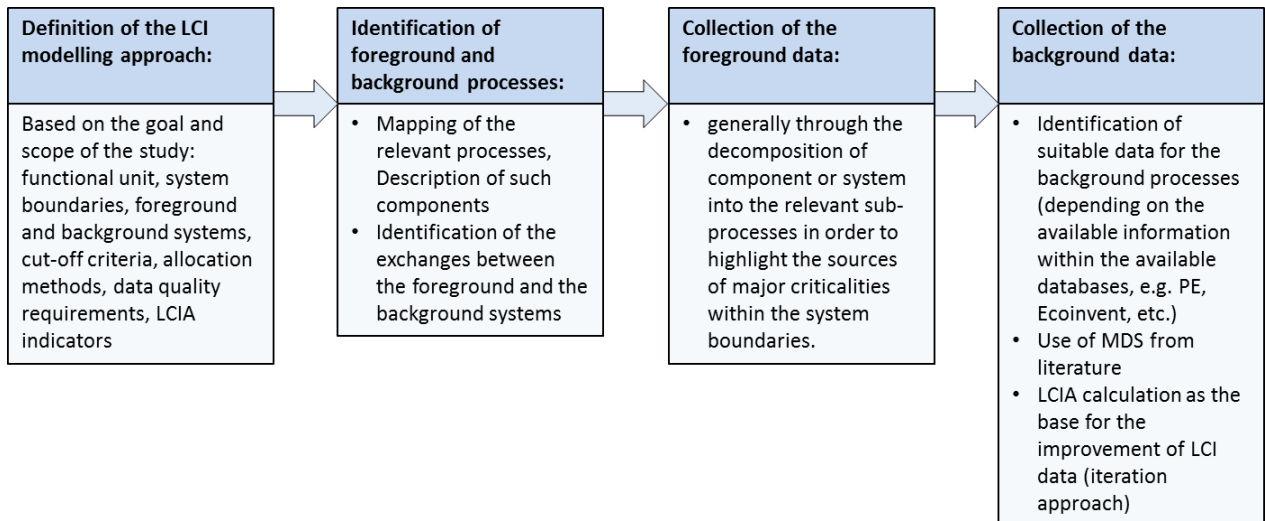 Definition of the LCI
modelling approach:
Based on the goal and
scope of the study:
functional unit, system
boundaries, foreground
and background systems,
cut-off criteria, allocation
methods, data quality
requirements, LCIA
indicators
Identification of
foreground and
background processes:
• Mapping of the
relevant processes,
Description of such
components
• Identification of the
exchanges between
the foreground and the
background systems
Collection of the
foreground data:
• generally through the
decomposition of
component or system
into the relevant sub-
processes in order to
highlight the sources
of major criticalities
within the system
boundaries.
Collection of the
background data:
• Identification of
suitable data for the
background processes
(depending on the
available information
within the available
databases, e.g. PE,
Ecoinvent, etc.)
• Use of MDS from
literature
• LCIA calculation as the
base for the
improvement of LCI
data (iteration
approach)